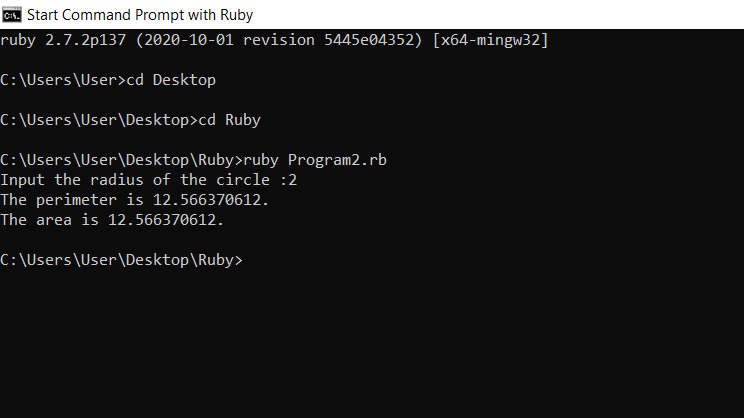 Start Command Prompt with Ruby
ruby 2.7.2p137 (2020-10-01 revision 5445e04352) [x64-mingw32]
C:\Users\User>cd Desktop
C:\Users\User\Desktop>cd Ruby
C:\Users\User\Desktop\Ruby>ruby Program2.rb
Input the radius of the circle :2
The perimeter is 12.566370612.
The area is 12.566370612.
C:\Users\User\Desktop\Ruby>